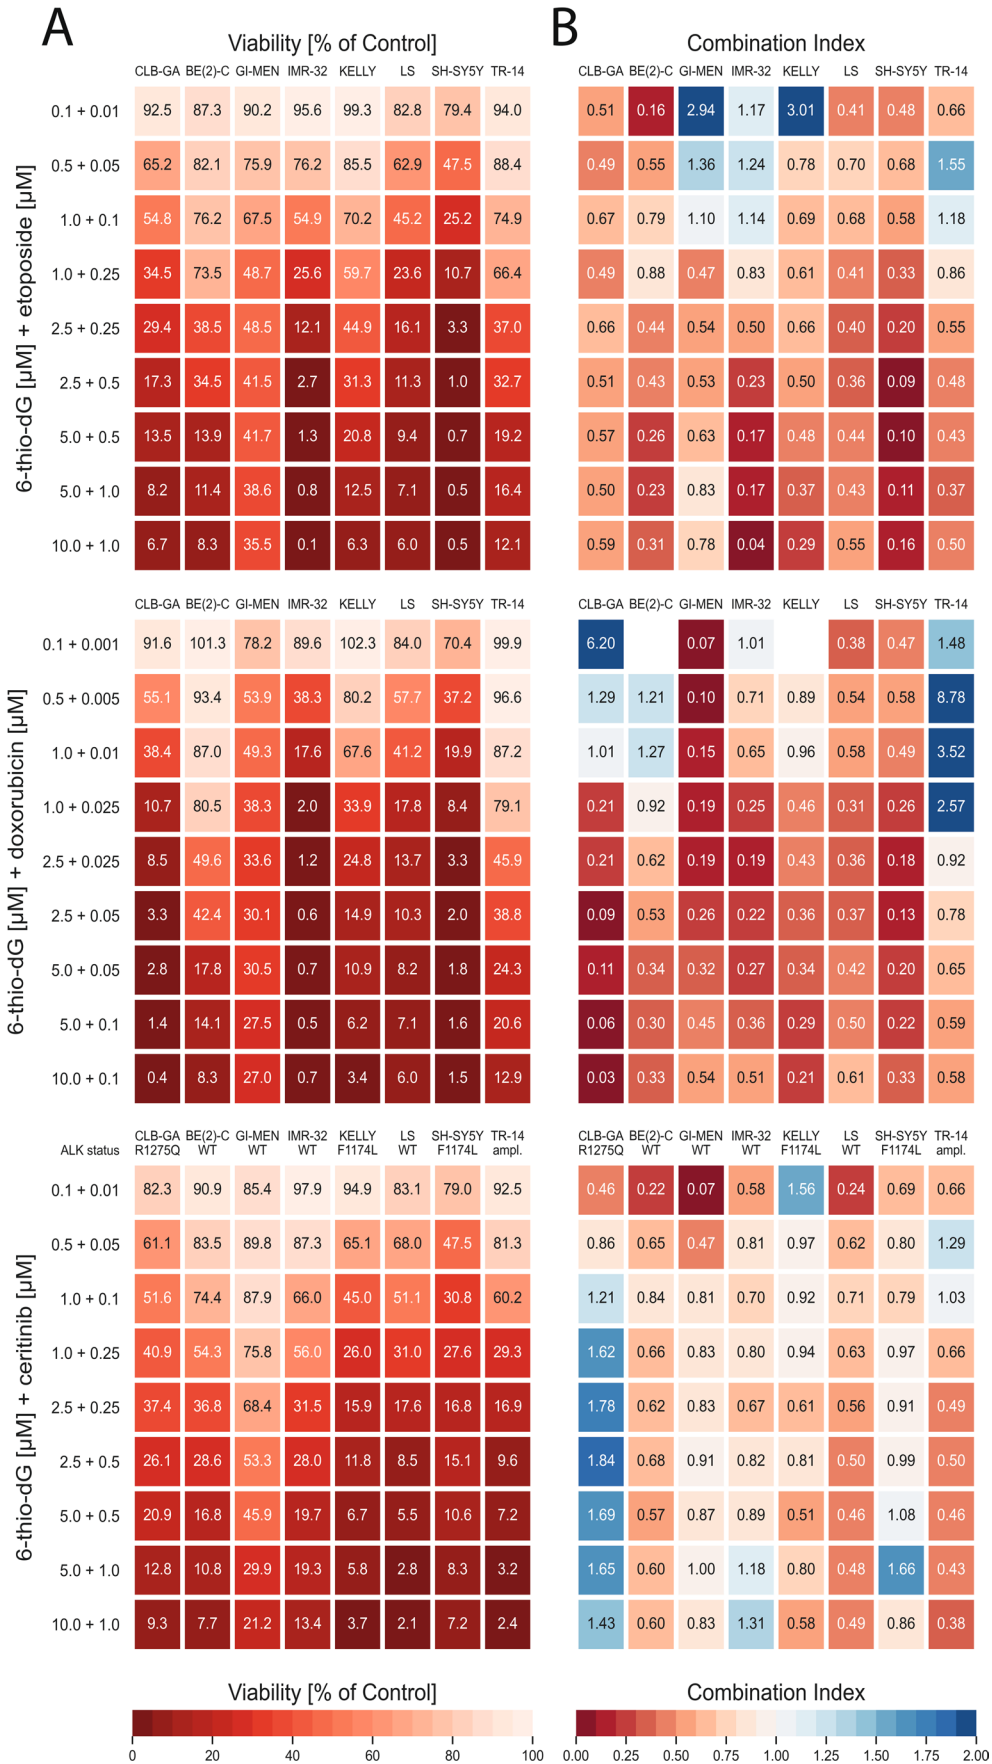 A
B
Viability [% of Control]
Combination Index
CLB-GA BE(2)-C GI-MEN IMR-32 KELLY LS SH-SY5Y TR-14
CLB-GA BE(2)-C GI-MEN IMR-32 KELLY LS SH-SY5Y TR-14
6-thio-dG [µM] + etoposide [µM]
0.1 + 0.01 92.5 87.3 90.2 95.6 99.3 82.8 79.4 94.0 0.51 0.16 2.94 1.17 3.01 0.41 0.48 0.66
0.5 + 0.05 65.2 82.1 75.9 76.2 85.5 62.9 47.5 88.4 0.49 0.55 1.36 1.24 0.78 0.70 0.68 1.55
1.0 + 0.1 54.8 76.2 67.5 54.9 70.2 45.2 25.2 74.9 0.67 0.79 1.10 1.14 0.69 0.68 0.58 1.18
1.0 + 0.25 34.5 73.5 48.7 25.6 59.7 23.6 10.7 66.4 0.49 0.88 0.47 0.83 0.61 0.41 0.33 0.86
2.5 + 0.25 29.4 38.5 48.5 12.1 44.9 16.1 3.3 37.0 0.66 0.44 0.54 0.50 0.66 0.40 0.20 0.55
2.5 + 0.5 17.3 34.5 41.5 2.7 31.3 11.3 1.0 32.7 0.51 0.43 0.53 0.23 0.50 0.36 0.09 0.48
5.0 + 0.5 13.5 13.9 41.7 1.3 20.8 9.4 0.7 19.2 0.57 0.26 0.63 0.17 0.48 0.44 0.10 0.43
5.0 + 1.0 8.2 11.4 38.6 0.8 12.5 7.1 0.5 16.4 0.50 0.23 0.83 0.17 0.37 0.43 0.11 0.37
10.0 + 1.0 6.7 8.3 35.5 0.1 6.3 6.0 0.5 12.1 0.59 0.31 0.78 0.04 0.29 0.55 0.16 0.50
CLB-GA BE(2)-C GI-MEN IMR-32 KELLY LS SH-SY5Y TR-14
CLB-GA BE(2)-C GI-MEN IMR-32 KELLY LS SH-SY5Y TR-14
6-thio-dG [µM] + doxorubicin [µM]
0.1 + 0.001 91.6 101.3 78.2 89.6 102.3 84.0 70.4 99.9 6.20 0.07 1.01 0.38 0.47 1.48
0.5 + 0.005 55.1 93.4 53.9 38.3 80.2 57.7 37.2 96.6 1.29 1.21 0.10 0.71 0.89 0.54 0.58 8.78
1.0 + 0.01 38.4 87.0 49.3 17.6 67.6 41.2 19.9 87.2 1.01 1.27 0.15 0.65 0.96 0.58 0.49 3.52
1.0 + 0.025 10.7 80.5 38.3 2.0 33.9 17.8 8.4 79.1 0.21 0.92 0.19 0.25 0.46 0.31 0.26 2.57
2.5 + 0.025 8.5 49.6 33.6 1.2 24.8 13.7 3.3 45.9 0.21 0.62 0.19 0.19 0.43 0.36 0.18 0.92
2.5 + 0.05 3.3 42.4 30.1 0.6 14.9 10.3 2.0 38.8 0.09 0.53 0.26 0.22 0.36 0.37 0.13 0.78
5.0 + 0.05 2.8 17.8 30.5 0.7 10.9 8.2 1.8 24.3 0.11 0.34 0.32 0.27 0.34 0.42 0.20 0.65
5.0 + 0.1 1.4 14.1 27.5 0.5 6.2 7.1 1.6 20.6 0.06 0.30 0.45 0.36 0.29 0.50 0.22 0.59
10.0 + 0.1 0.4 8.3 27.0 0.7 3.4 6.0 1.5 12.9 0.03 0.33 0.54 0.51 0.21 0.61 0.33 0.58
CLB-GA BE(2)-C GI-MEN IMR-32 KELLY LS SH-SY5Y TR-14
CLB-GA BE(2)-C GI-MEN IMR-32 KELLY LS SH-SY5Y TR-14
ALK status R1275Q WT WT WT F1174L WT F1174L ampl.
R1275Q WT WT WT F1174L WT F1174L ampl.
6-thio-dG [µM] + ceritinib [µM]
0.1 + 0.01 82.3 90.9 85.4 97.9 94.9 83.1 79.0 92.5 0.46 0.22 0.07 0.58 1.56 0.24 0.69 0.66
0.5 + 0.05 61.1 83.5 89.8 87.3 65.1 68.0 47.5 81.3 0.86 0.65 0.47 0.81 0.97 0.62 0.80 1.29
1.0 + 0.1 51.6 74.4 87.9 66.0 45.0 51.1 30.8 60.2 1.21 0.84 0.81 0.70 0.92 0.71 0.79 1.03
1.0 + 0.25 40.9 54.3 75.8 56.0 26.0 31.0 27.6 29.3 1.62 0.66 0.83 0.80 0.94 0.63 0.97 0.66
2.5 + 0.25 37.4 36.8 68.4 31.5 15.9 17.6 16.8 16.9 1.78 0.62 0.83 0.67 0.61 0.56 0.91 0.49
2.5 + 0.5 26.1 28.6 53.3 28.0 11.8 8.5 15.1 9.6 1.84 0.68 0.91 0.82 0.81 0.50 0.99 0.50
5.0 + 0.5 20.9 16.8 45.9 19.7 6.7 5.5 10.6 7.2 1.69 0.57 0.87 0.89 0.51 0.46 1.08 0.46
5.0 + 1.0 12.8 10.8 29.9 19.3 5.8 2.8 8.3 3.2 1.65 0.60 1.00 1.18 0.80 0.48 1.66 0.43
10.0 + 1.0 9.3 7.7 21.2 13.4 3.7 2.1 7.2 2.4 1.43 0.60 0.83 1.31 0.58 0.49 0.86 0.38
Viability [% of Control]
Combination Index
0 20 40 60 80 100
0.00 0.25 0.50 0.75 1.00 1.25 1.50 1.75 2.00